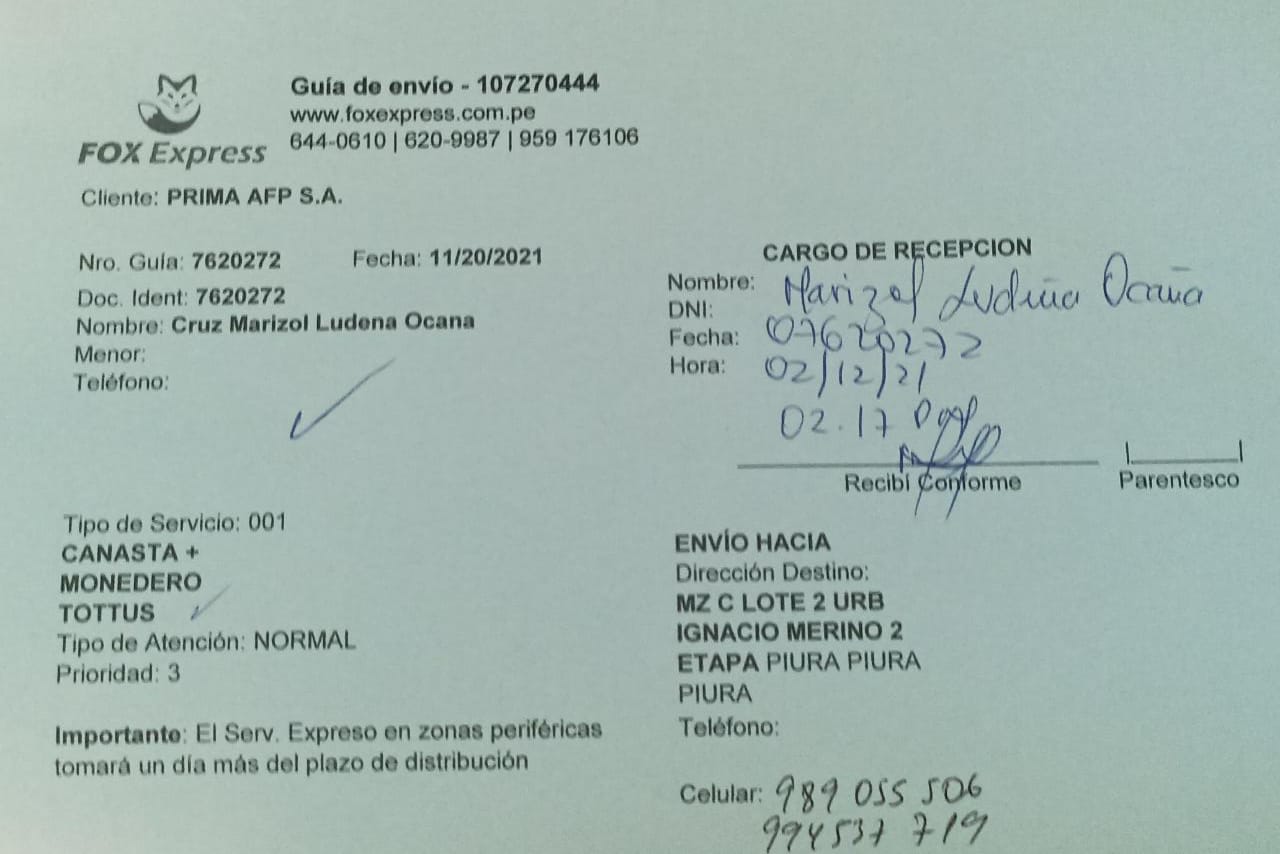 FOX Express
Guía de envío - 107270444
www.foxexpress.com.pe
644-0610 | 620-9987 | 959 176106
Cliente: PRIMA AFP S.A.
Nro. Guía: 7620272 Fecha: 11/20/2021
Doc. Ident: 7620272
Nombre: Cruz Marizol Ludena Ocana
Menor:
Teléfono:
CARGO DE RECEPCION
Nombre: Marizol Ludeña Ocaña
DNI: 07620272
Fecha: 02/12/21
Hora: 02.17
Recibí Conforme
Parentesco
Tipo de Servicio: 001
CANASTA +
MONEDERO
TOTTUS
Tipo de Atención: NORMAL
Prioridad: 3
Importante: El Serv. Expreso en zonas periféricas
tomará un día más del plazo de distribución
ENVÍO HACIA
Dirección Destino:
MZ C LOTE 2 URB
IGNACIO MERINO 2
ETAPA PIURA PIURA
PIURA
Teléfono:
Celular: 989 055 506
994537 719